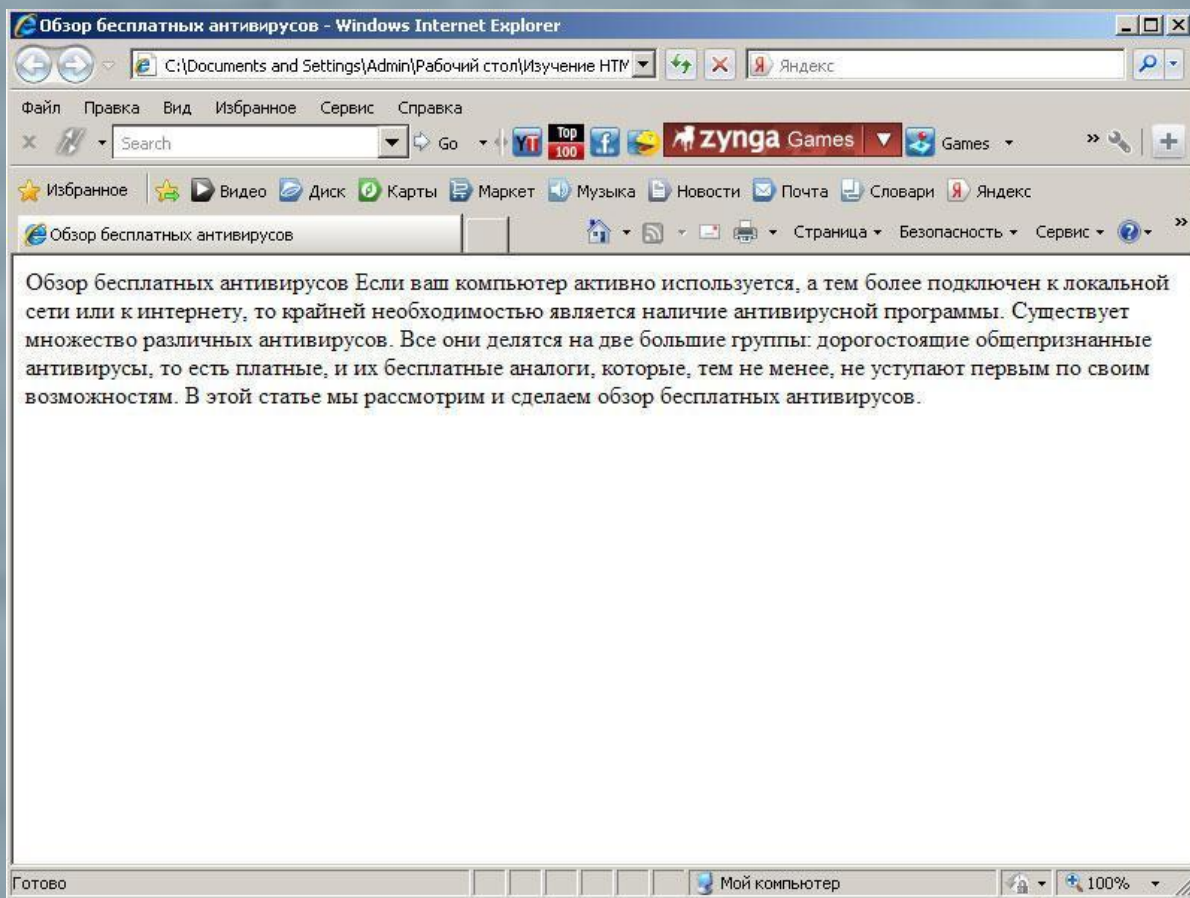 Обзор бесплатных антивирусов - Windows Internet Explorer
C:\Documents and Settings\Admin\Рабочий стол\Изучение HTM Я Яндекс
Файл Правка Вид Избранное Сервис Справка
Search Go YT Top 100 f zynga Games Games
Избранное Видео Диск Карты Маркет Музыка Новости Почта Словари Я Яндекс
Обзор бесплатных антивирусов Страница Безопасность Сервис
Обзор бесплатных антивирусов Если ваш компьютер активно используется, а тем более подключен к локальной
сети или к интернету, то крайней необходимостью является наличие антивирусной программы. Существует
множество различных антивирусов. Все они делятся на две большие группы: дорогостоящие общепризнанные
антивирусы, то есть платные, и их бесплатные аналоги, которые, тем не менее, не уступают первым по своим
возможностям. В этой статье мы рассмотрим и сделаем обзор бесплатных антивирусов.
Готово Мой компьютер 100%